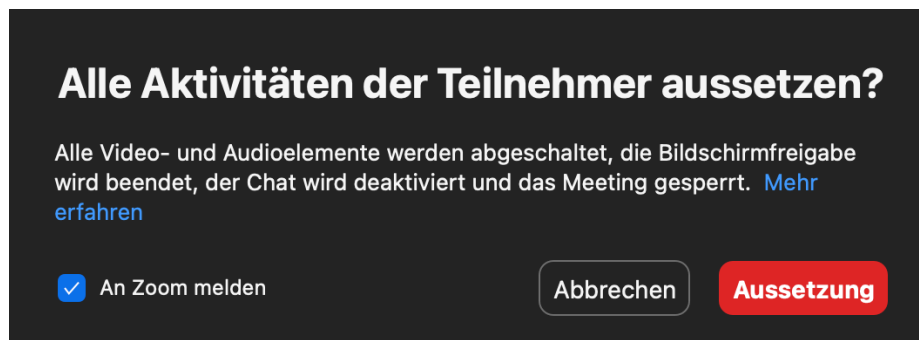 Alle Aktivitäten der Teilnehmer aussetzen?
Alle Video- und Audioelemente werden abgeschaltet, die Bildschirmfreigabe
wird beendet, der Chat wird deaktiviert und das Meeting gesperrt. Mehr
erfahren
An Zoom melden
Abbrechen
Aussetzung